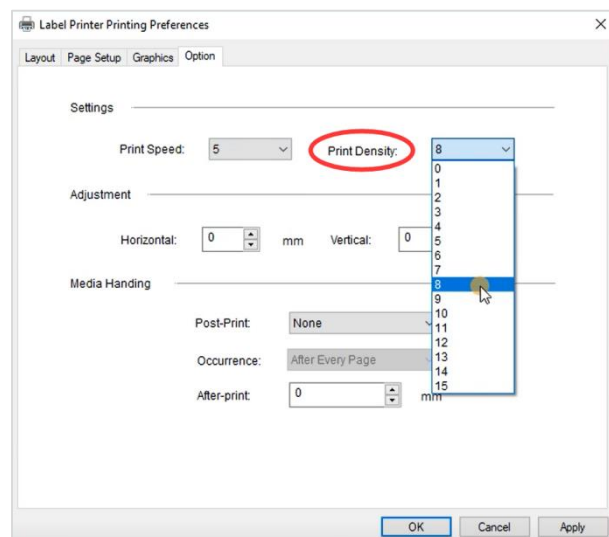 Label Printer Printing Preferences
Layout Page Setup Graphics Option
Settings
Print Speed: 5 Print Density: 8
0
1
2
3
4
5
6
7
8
9
10
11
12
13
14
15
Adjustment
Horizontal: 0 mm Vertical: 0
Media Handing
Post-Print: None
Occurrence: After Every Page
After-print: 0 mm
OK Cancel Apply